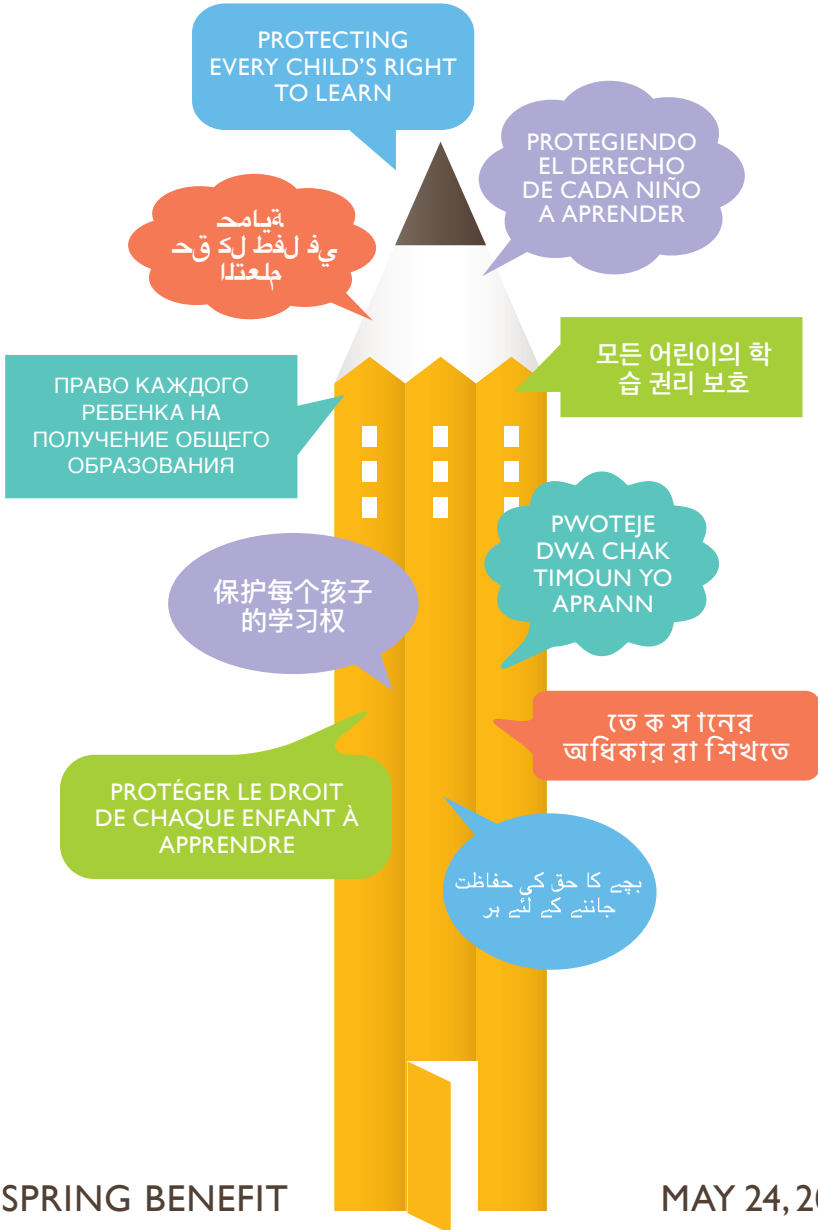 PROTECTING
EVERY CHILD'S RIGHT
TO LEARN
PROTEGIENDO
EL DERECHO
DE CADA NIÑO
A APRENDER
ةيامح
يف لفط لك قح
ملعتلا
모든 어린이의 학
습 권리 보호
ПРАВО КАЖДОГО
РЕБЕНКА НА
ПОЛУЧЕНИЕ ОБЩЕГО
ОБРАЗОВАНИЯ
PWOTEJE
DWA CHAK
TIMOUN YO
APRANN
保护每个孩子
的学习权
তে ক স ানের
অধিকার রা শিখতে
PROTÉGER LE DROIT
DE CHAQUE ENFANT À
APPRENDRE
بچے کا حق کی حفاظت
جاننے کے لئے ہر
SPRING BENEFIT
MAY 24,